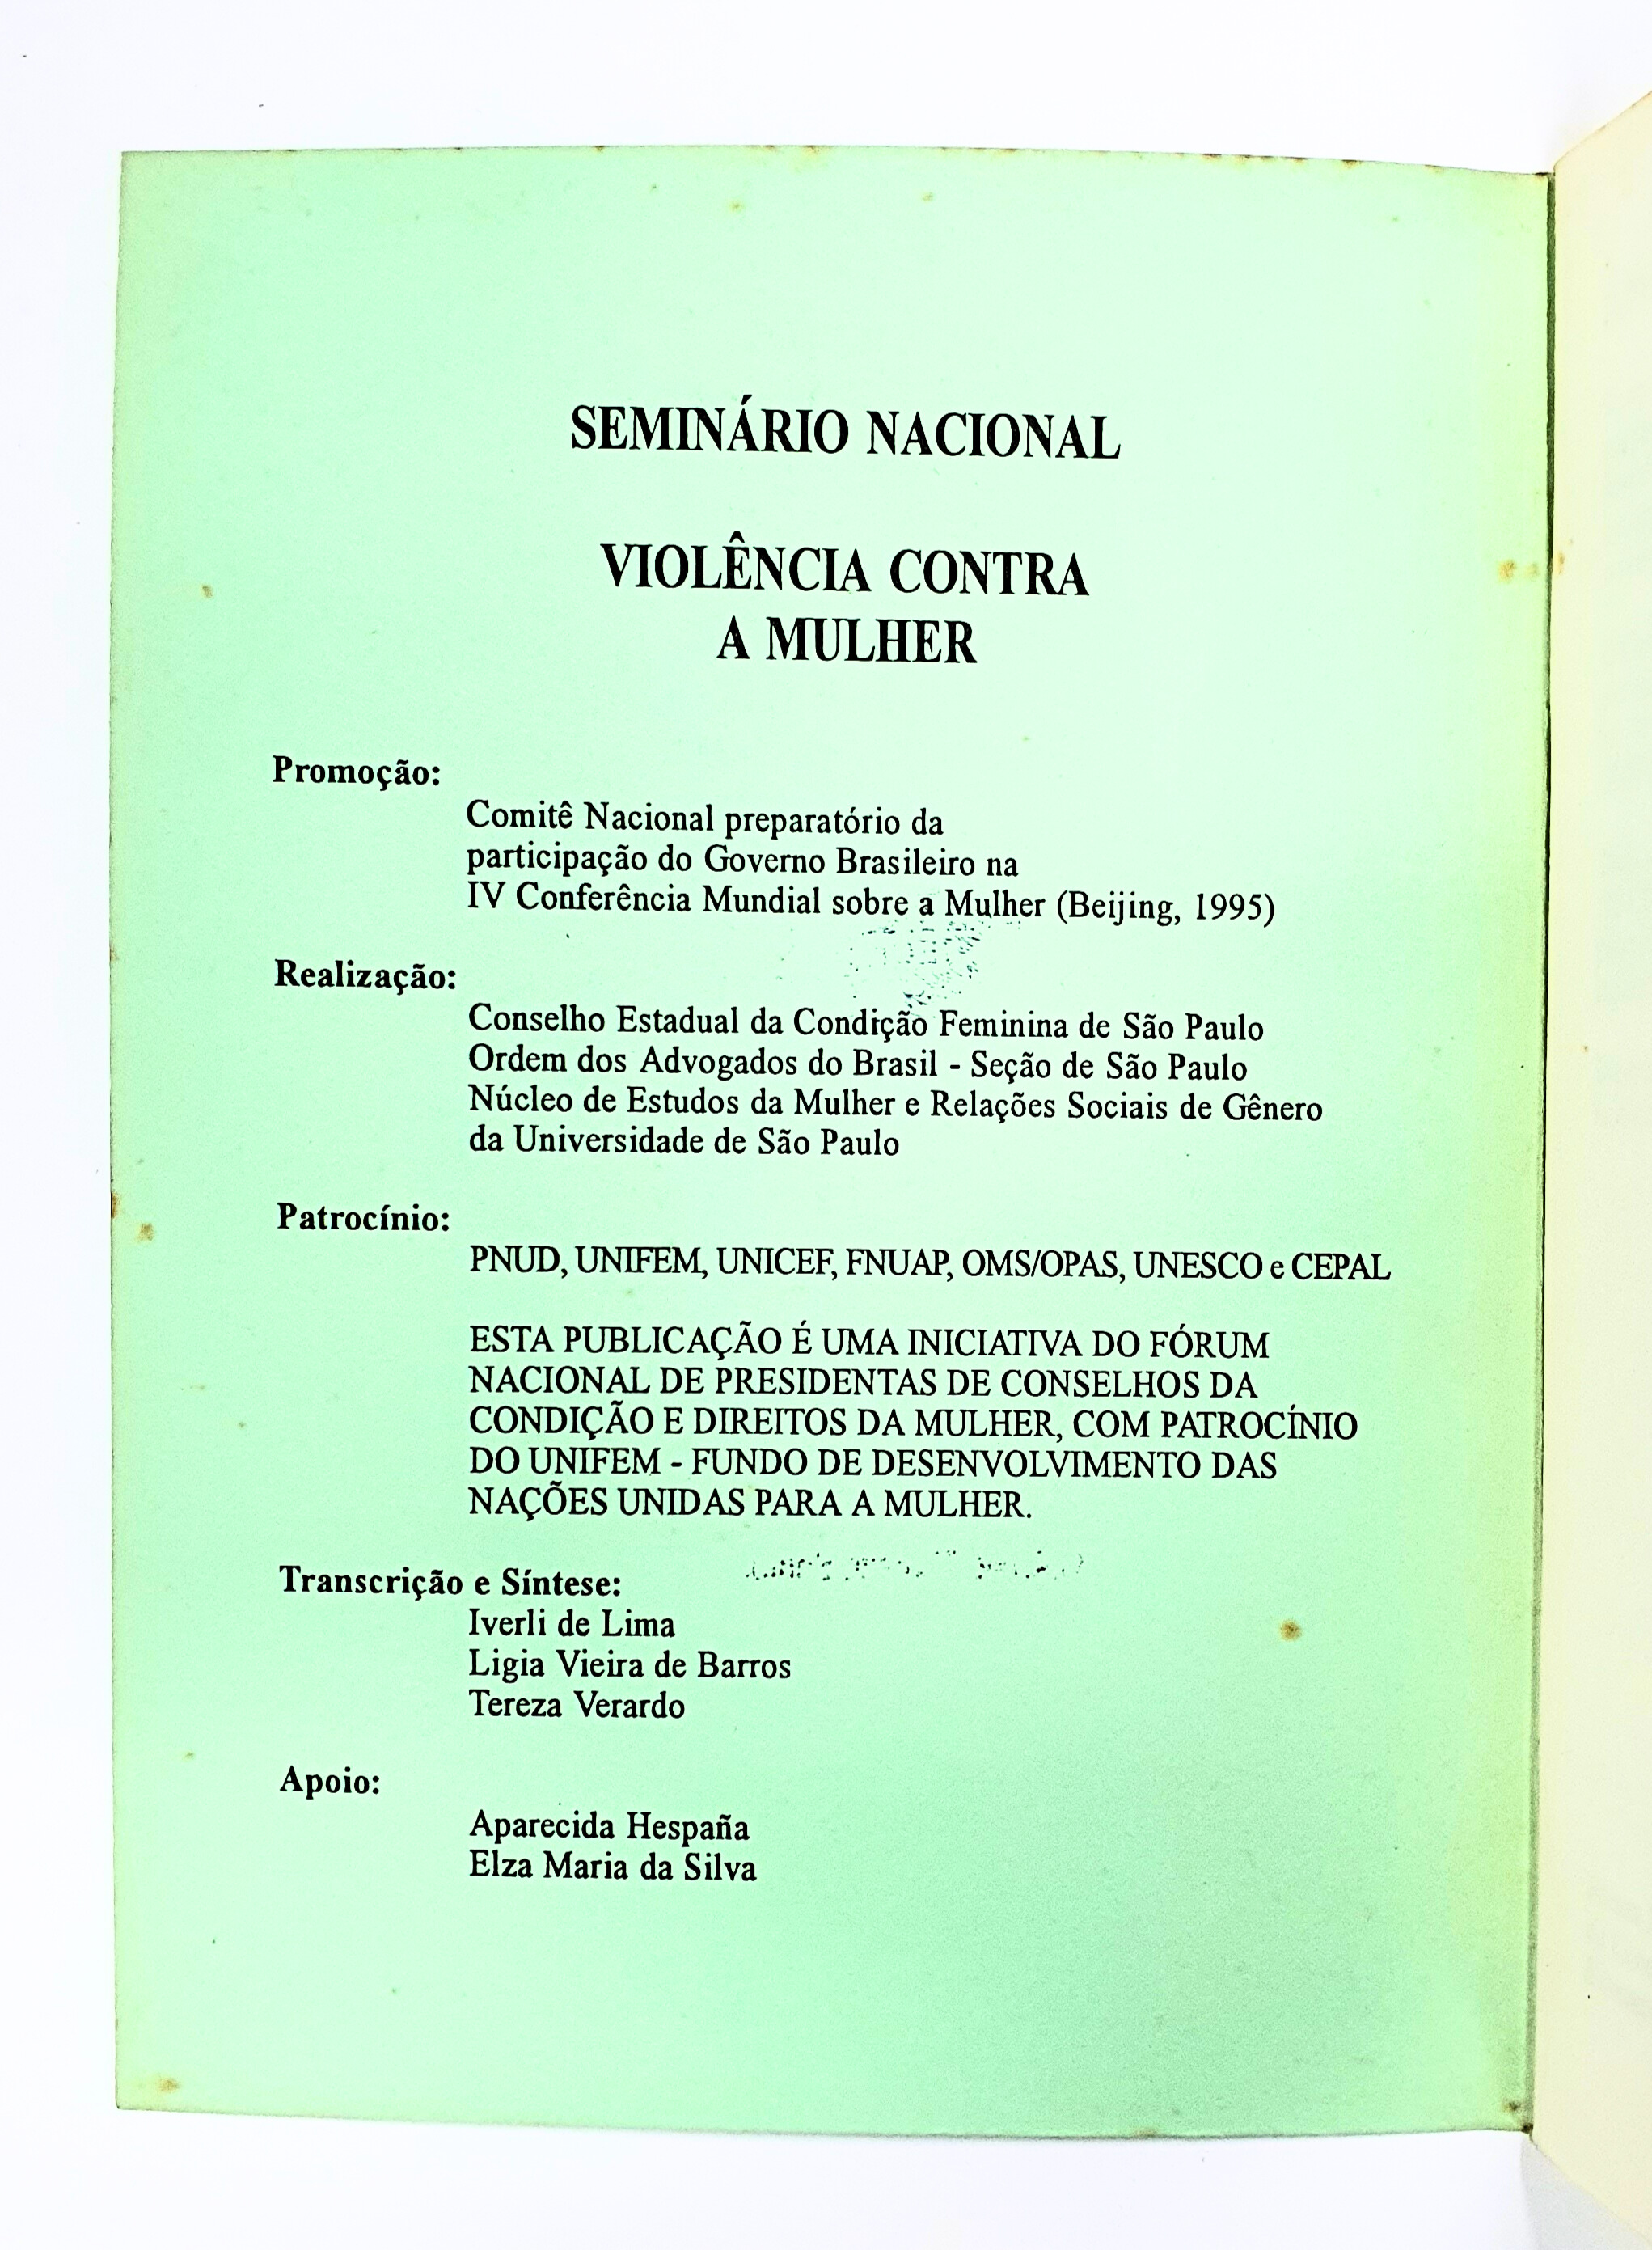 SEMINÁRIO NACIONAL
VIOLÊNCIA CONTRA
A MULHER
Promoção:
Comitê Nacional preparatório da
participação do Governo Brasileiro na
IV Conferência Mundial sobre a Mulher (Beijing, 1995)
Realização:
Conselho Estadual da Condição Feminina de São Paulo
Ordem dos Advogados do Brasil - Seção de São Paulo
Núcleo de Estudos da Mulher e Relações Sociais de Gênero
da Universidade de São Paulo
Patrocínio:
PNUD, UNIFEM, UNICEF, FNUAP, OMS/OPAS, UNESCO e CEPAL
ESTA PUBLICAÇÃO É UMA INICIATIVA DO FÓRUM
NACIONAL DE PRESIDENTAS DE CONSELHOS DA
CONDIÇÃO E DIREITOS DA MULHER, COM PATROCÍNIO
DO UNIFEM - FUNDO DE DESENVOLVIMENTO DAS
NAÇÕES UNIDAS PARA A MULHER.
Transcrição e Síntese:
Iverli de Lima
Ligia Vieira de Barros
Tereza Verardo
Apoio:
Aparecida Hespaña
Elza Maria da Silva